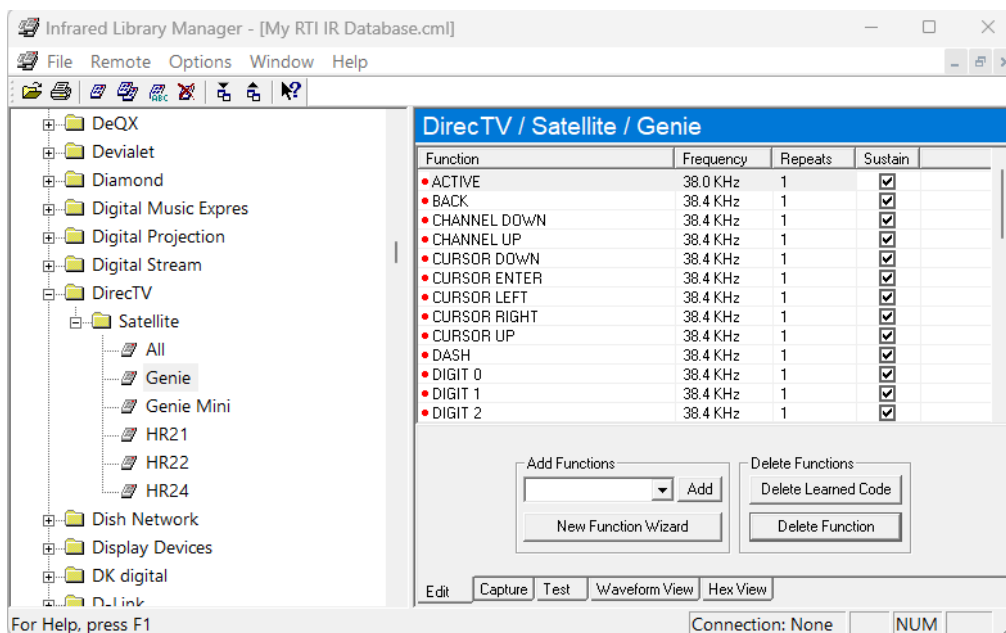 Infrared Library Manager - [My RTI IR Database.cml]
File Remote Options Window Help
DeQX
Devialet
Diamond
Digital Music Expres
Digital Projection
Digital Stream
DirecTV
Satellite
All
Genie
Genie Mini
HR21
HR22
HR24
Dish Network
Display Devices
DK digital
D-Link
DirecTV / Satellite / Genie
Function Frequency Repeats Sustain
ACTIVE 38.0 KHz 1
BACK 38.4 KHz 1
CHANNEL DOWN 38.4 KHz 1
CHANNEL UP 38.4 KHz 1
CURSOR DOWN 38.4 KHz 1
CURSOR ENTER 38.4 KHz 1
CURSOR LEFT 38.4 KHz 1
CURSOR RIGHT 38.4 KHz 1
CURSOR UP 38.4 KHz 1
DASH 38.4 KHz 1
DIGIT 0 38.4 KHz 1
DIGIT 1 38.4 KHz 1
DIGIT 2 38.4 KHz 1
Add Functions
Add
New Function Wizard
Delete Functions
Delete Learned Code
Delete Function
Edit Capture Test Waveform View Hex View
For Help, press F1 Connection: None NUM